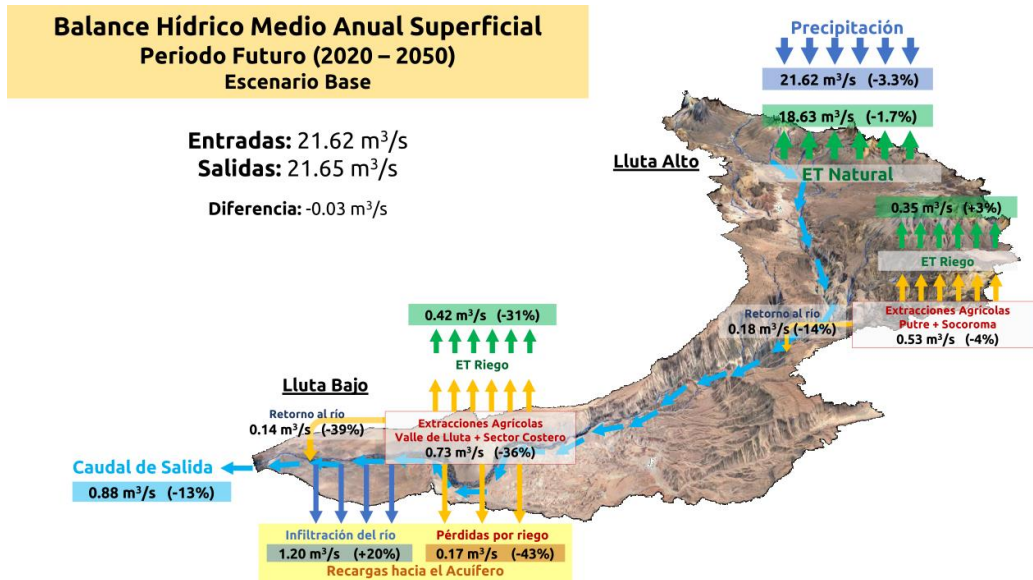 Balance Hídrico Medio Anual Superficial
Periodo Futuro (2020 – 2050)
Escenario Base
Entradas: 21.62 m³/s
Salidas: 21.65 m³/s
Diferencia: -0.03 m³/s
Precipitación
21.62 m³/s (-3.3%)
18.63 m³/s (-1.7%)
Lluta Alto
ET Natural
0.35 m³/s (+3%)
ET Riego
Retorno al río
0.18 m³/s (-14%)
Extracciones Agrícolas
Putre + Socoroma
0.53 m³/s (-4%)
0.42 m³/s (-31%)
ET Riego
Lluta Bajo
Retorno al río
0.14 m³/s (-39%)
Extracciones Agrícolas
Valle de Lluta + Sector Costero
0.73 m³/s (-36%)
Caudal de Salida
0.88 m³/s (-13%)
Infiltración del río
1.20 m³/s (+20%)
Pérdidas por riego
0.17 m³/s (-43%)
Recargas hacia el Acuífero